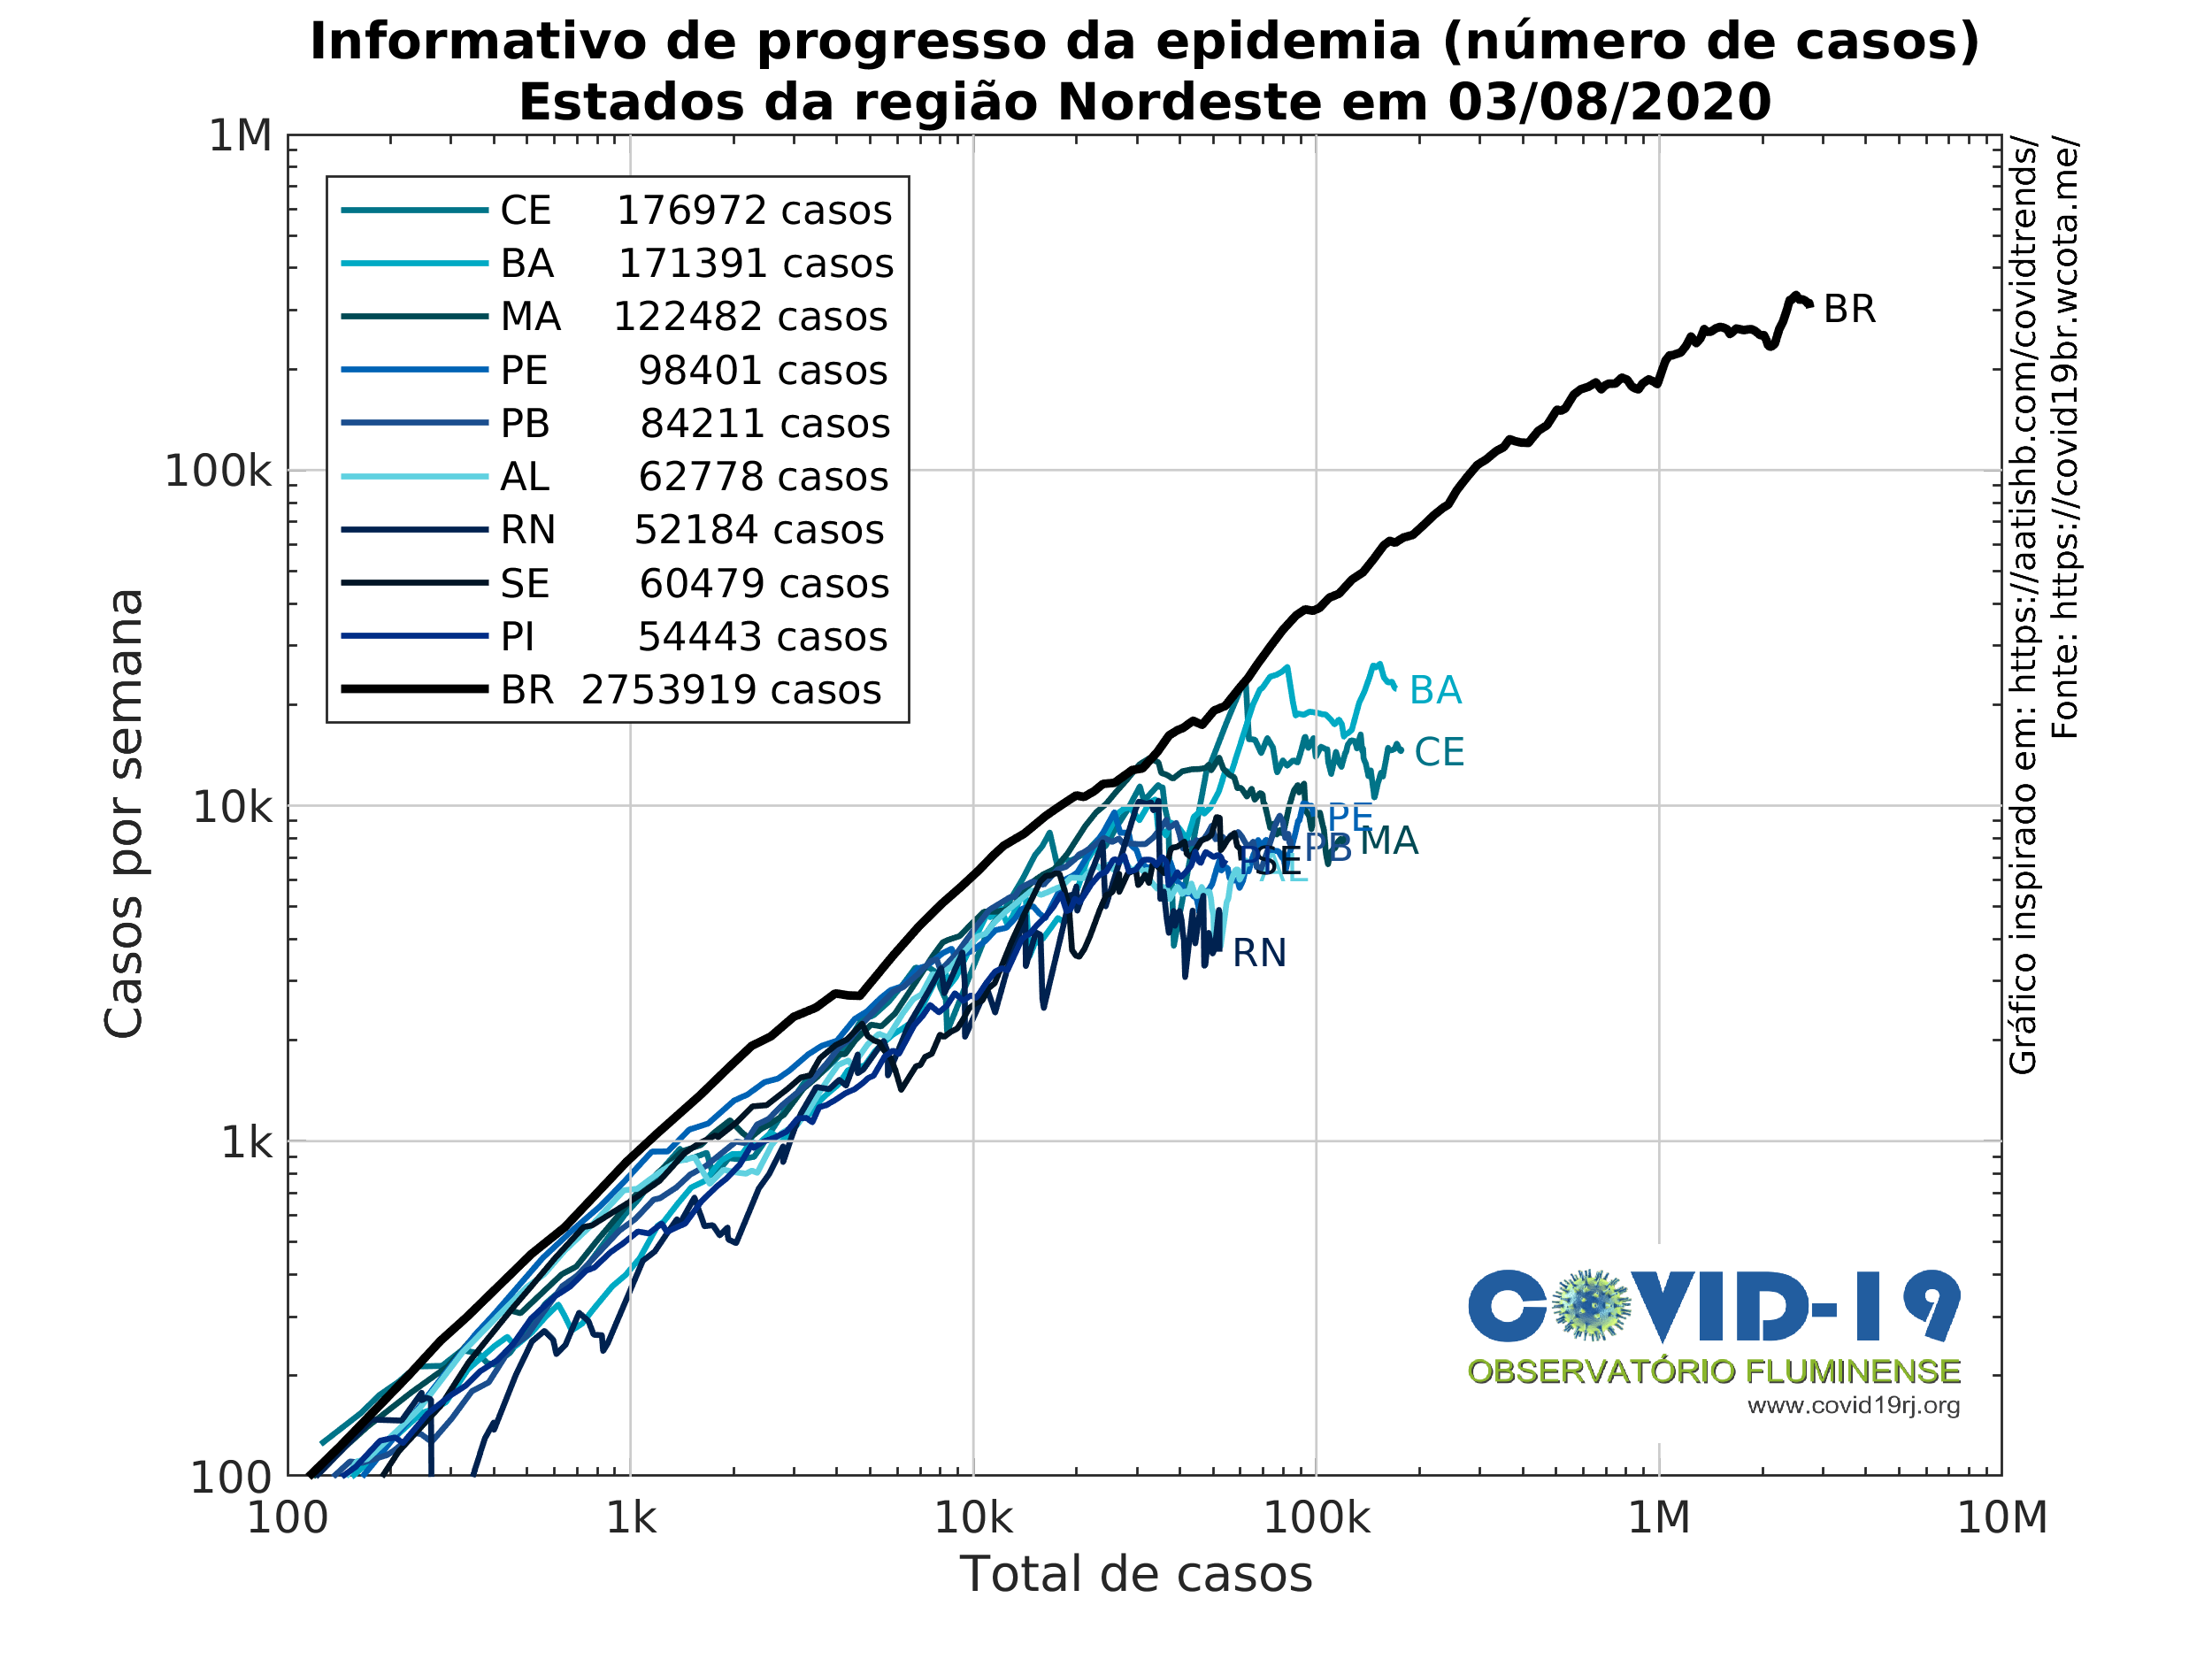 Informativo de progresso da epidemia (número de casos)
Estados da região Nordeste em 03/08/2020
1M
100k
10k
1k
100
Casos por semana
CE 176972 casos
BA 171391 casos
MA 122482 casos
PE 98401 casos
PB 84211 casos
AL 62778 casos
RN 52184 casos
SE 60479 casos
PI 54443 casos
BR 2753919 casos
BR
BA
CE
PE
MA
PB
SE
RN
Gráfico inspirado em: https://aatishb.com/covidtrends/
Fonte: https://covid19br.wcota.me/
COVID-19
OBSERVATÓRIO FLUMINENSE
www.covid19rj.org
100 1k 10k 100k 1M 10M
Total de casos